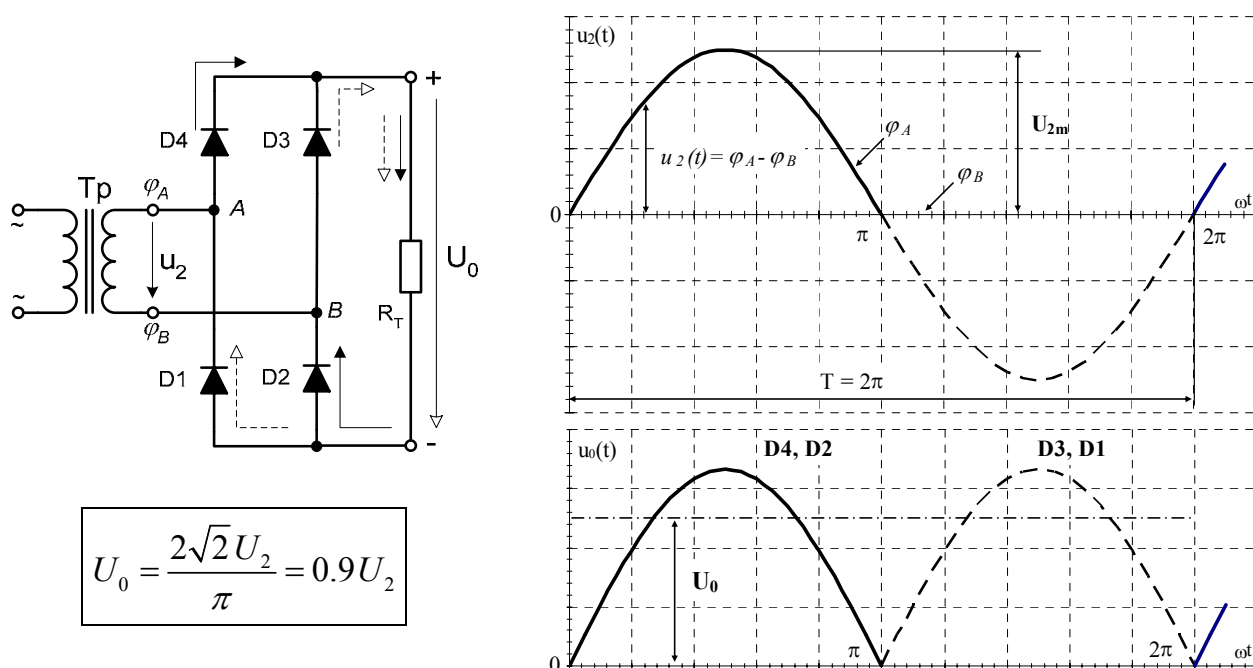 D4
D3
+
Tp
φA
A
~
u2
U0
~
φB
B
RT
D1
D2
-
U0 = 2√2 U2 / π = 0.9U2
u2(t)
U2m
φA
u 2 (t) = φA - φB
φB
0
π
2π
ωt
T = 2π
u0(t)
D4, D2
D3, D1
U0
π
2π
0
ωt